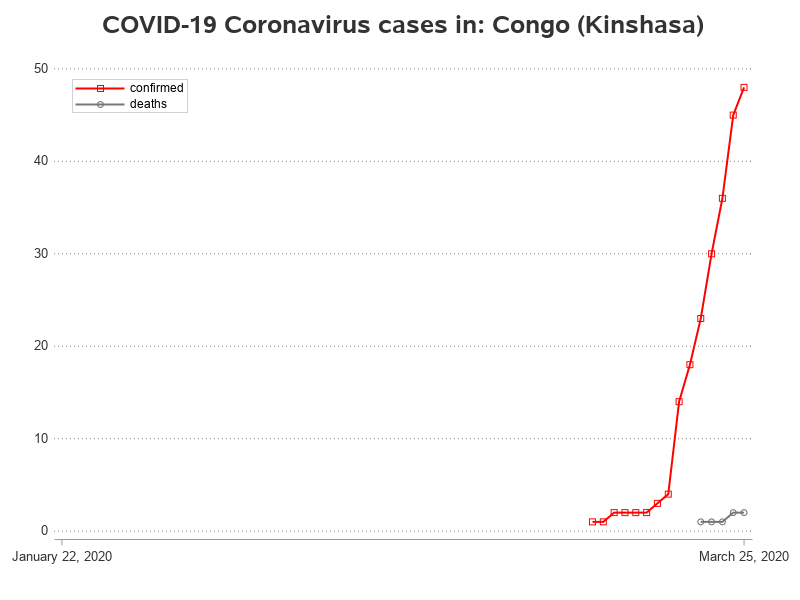 COVID-19 Coronavirus cases in: Congo (Kinshasa)
50
confirmed
deaths
40
30
20
10
0
January 22, 2020
March 25, 2020